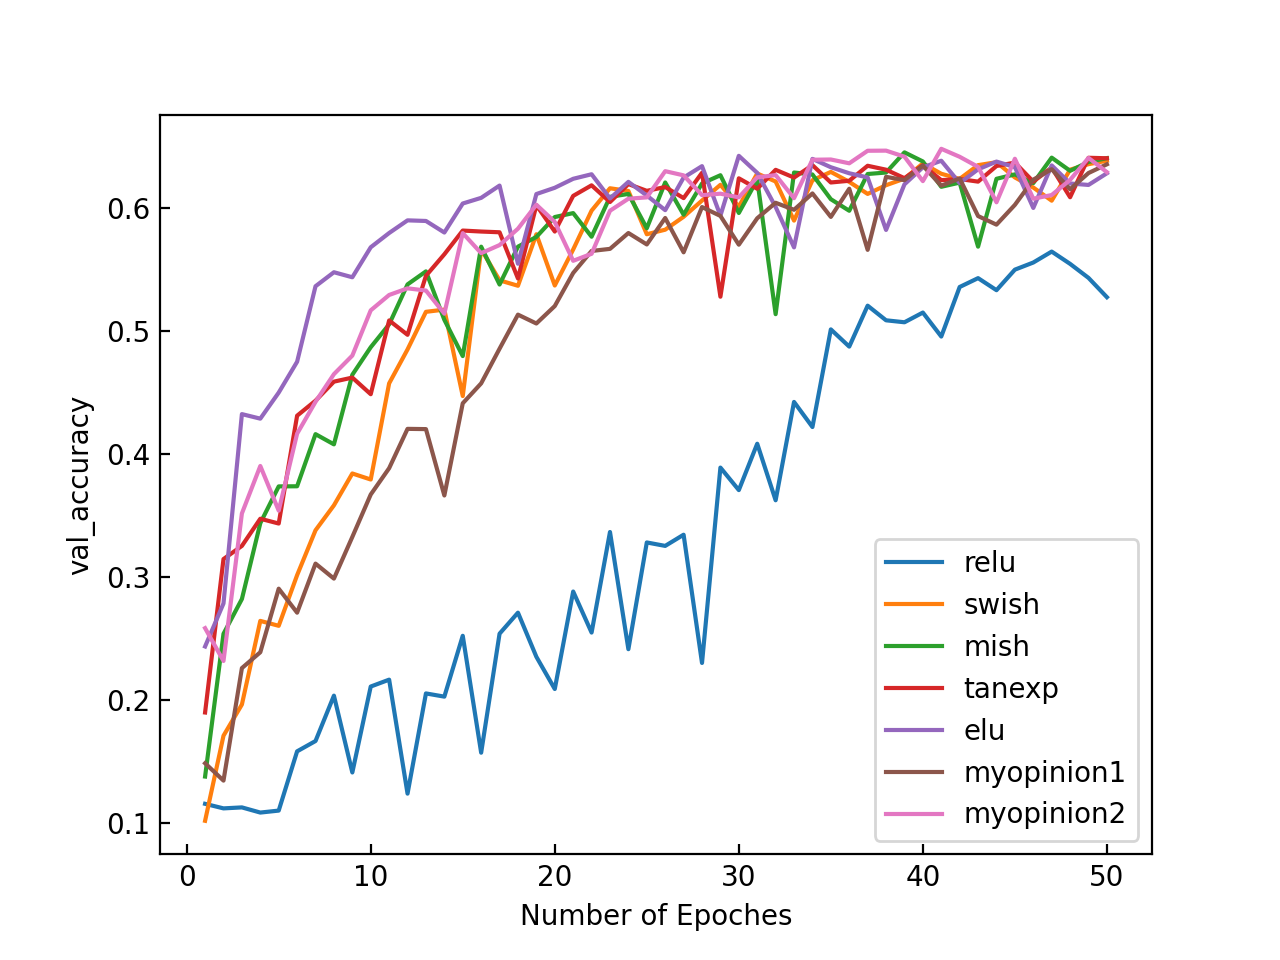 0.6
0.5
0.4
0.3
0.2
0.1
val_accuracy
0 10 20 30 40 50
Number of Epoches
relu
swish
mish
tanexp
elu
myopinion1
myopinion2